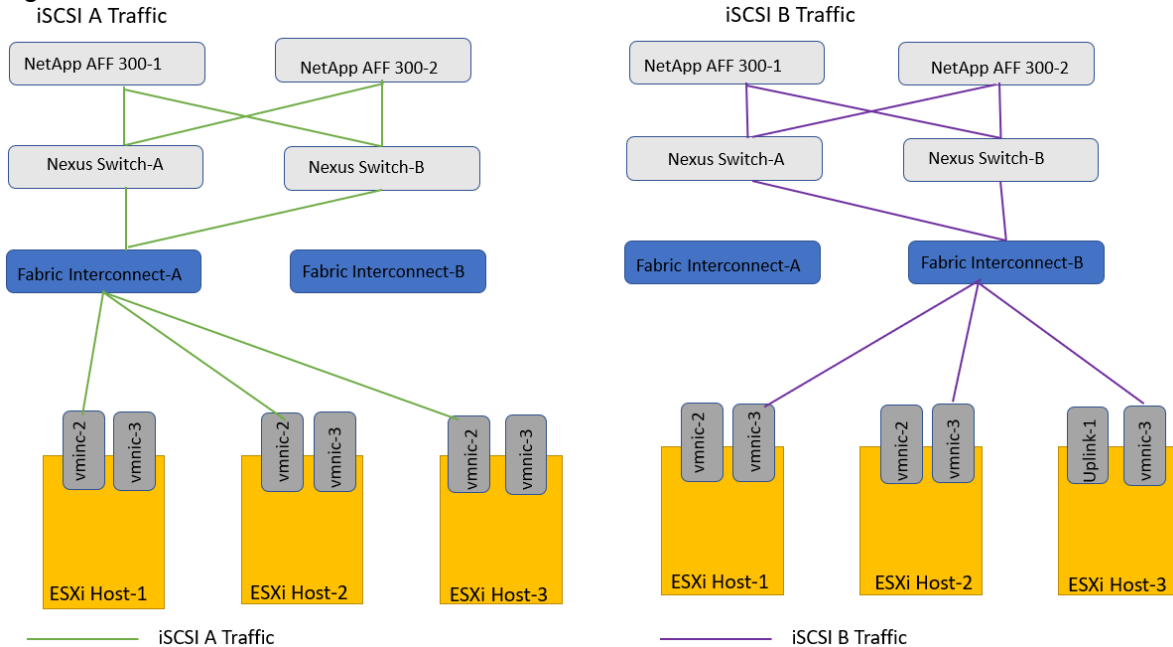 iSCSI A Traffic
iSCSI B Traffic
NetApp AFF 300-1
NetApp AFF 300-2
NetApp AFF 300-1
NetApp AFF 300-2
Nexus Switch-A
Nexus Switch-B
Nexus Switch-A
Nexus Switch-B
Fabric Interconnect-A
Fabric Interconnect-B
Fabric Interconnect-A
Fabric Interconnect-B
vminic-2
vmnic-3
vmnic-2
vmnic-3
vmnic-2
vmnic-3
vmnic-2
vmnic-3
vmnic-2
vmnic-3
Uplink-1
vmnic-3
ESXi Host-1
ESXi Host-2
ESXi Host-3
ESXi Host-1
ESXi Host-2
ESXi Host-3
iSCSI A Traffic
iSCSI B Traffic